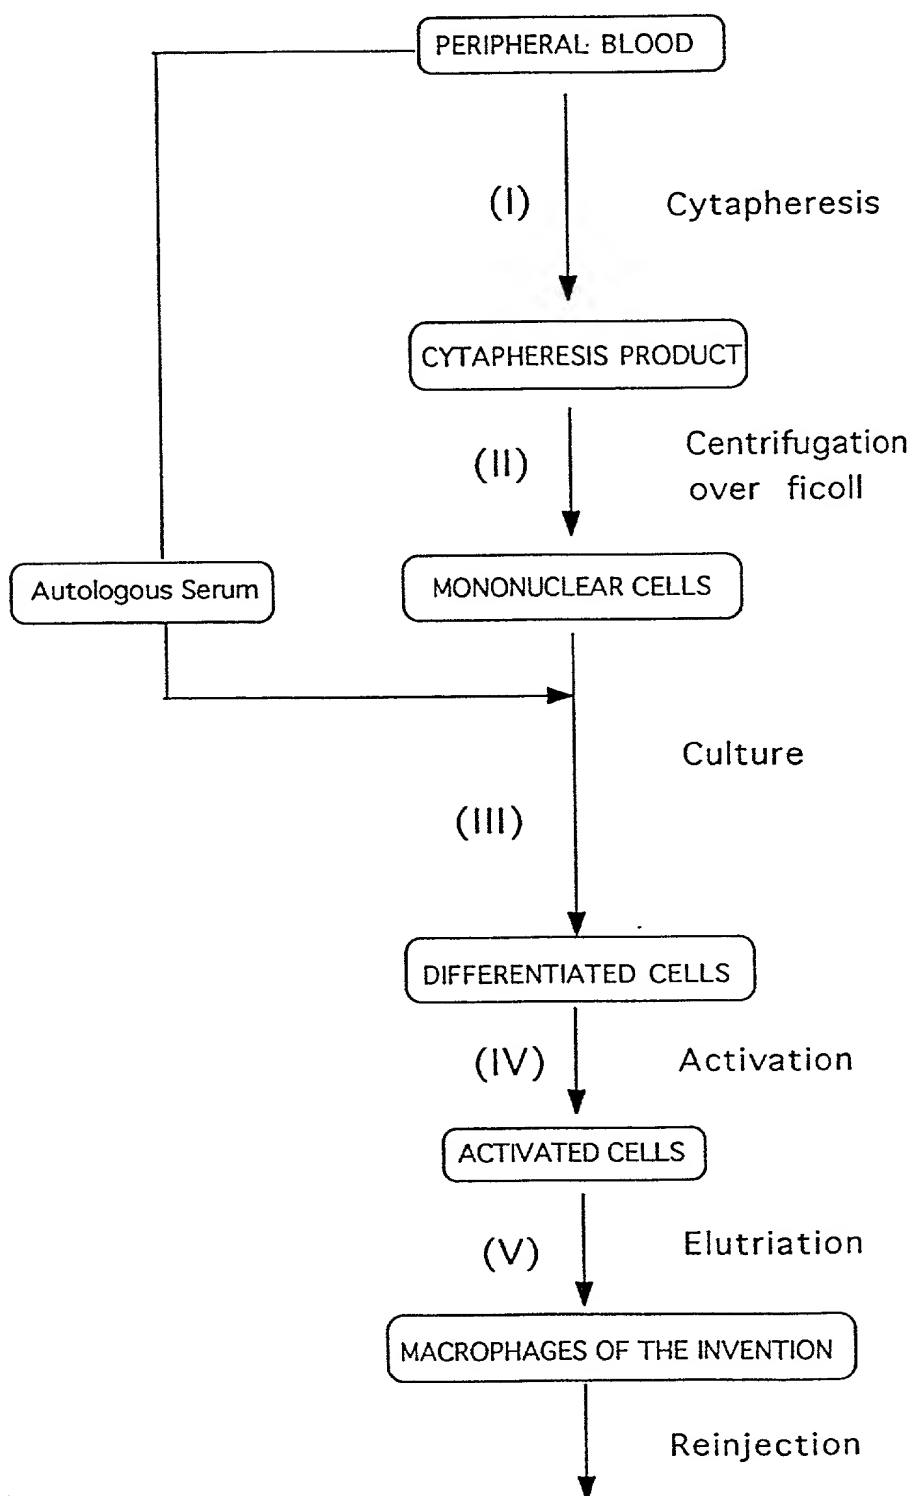 PERIPHERAL BLOOD
(I) Cytapheresis
CYTAPHERESIS PRODUCT
(II) Centrifugation
over ficoll
Autologous Serum
MONONUCLEAR CELLS
Culture
(III)
DIFFERENTIATED CELLS
(IV) Activation
ACTIVATED CELLS
(V) Elutriation
MACROPHAGES OF THE INVENTION
Reinjection